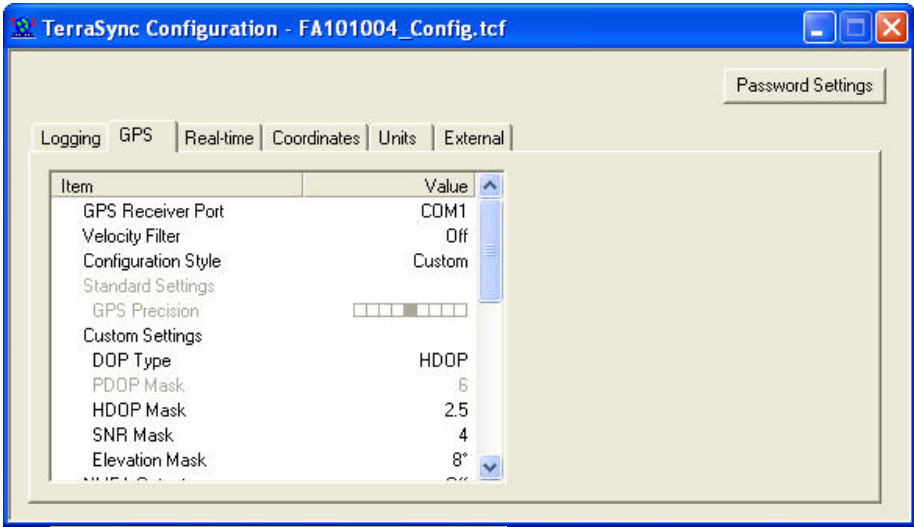 TerraSync Configuration - FA101004_Config.tcf
Password Settings
Logging GPS Real-time Coordinates Units External
Item Value
GPS Receiver Port COM1
Velocity Filter Off
Configuration Style Custom
Standard Settings
GPS Precision
Custom Settings
DOP Type HDOP
PDOP Mask 6
HDOP Mask 2.5
SNR Mask 4
Elevation Mask 8°